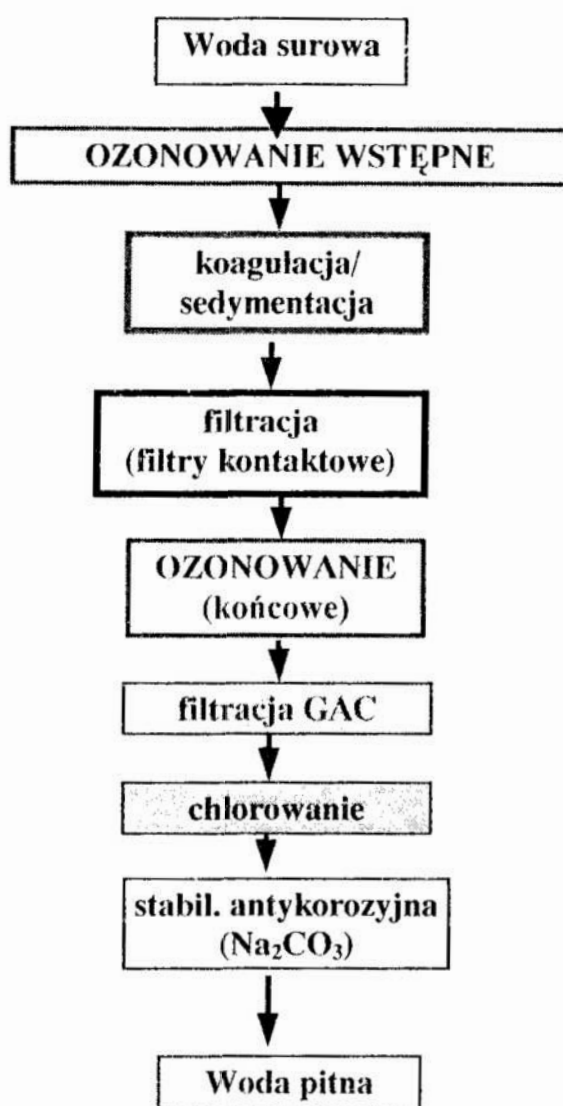 Woda surowa
OZONOWANIE WSTĘPNE
koagulacja/
sedymentacja
filtracja
(filtry kontaktowe)
OZONOWANIE
(końcowe)
filtracja GAC
chlorowanie
stabil. antykorozyjna
(Na₂CO₃)
Woda pitna